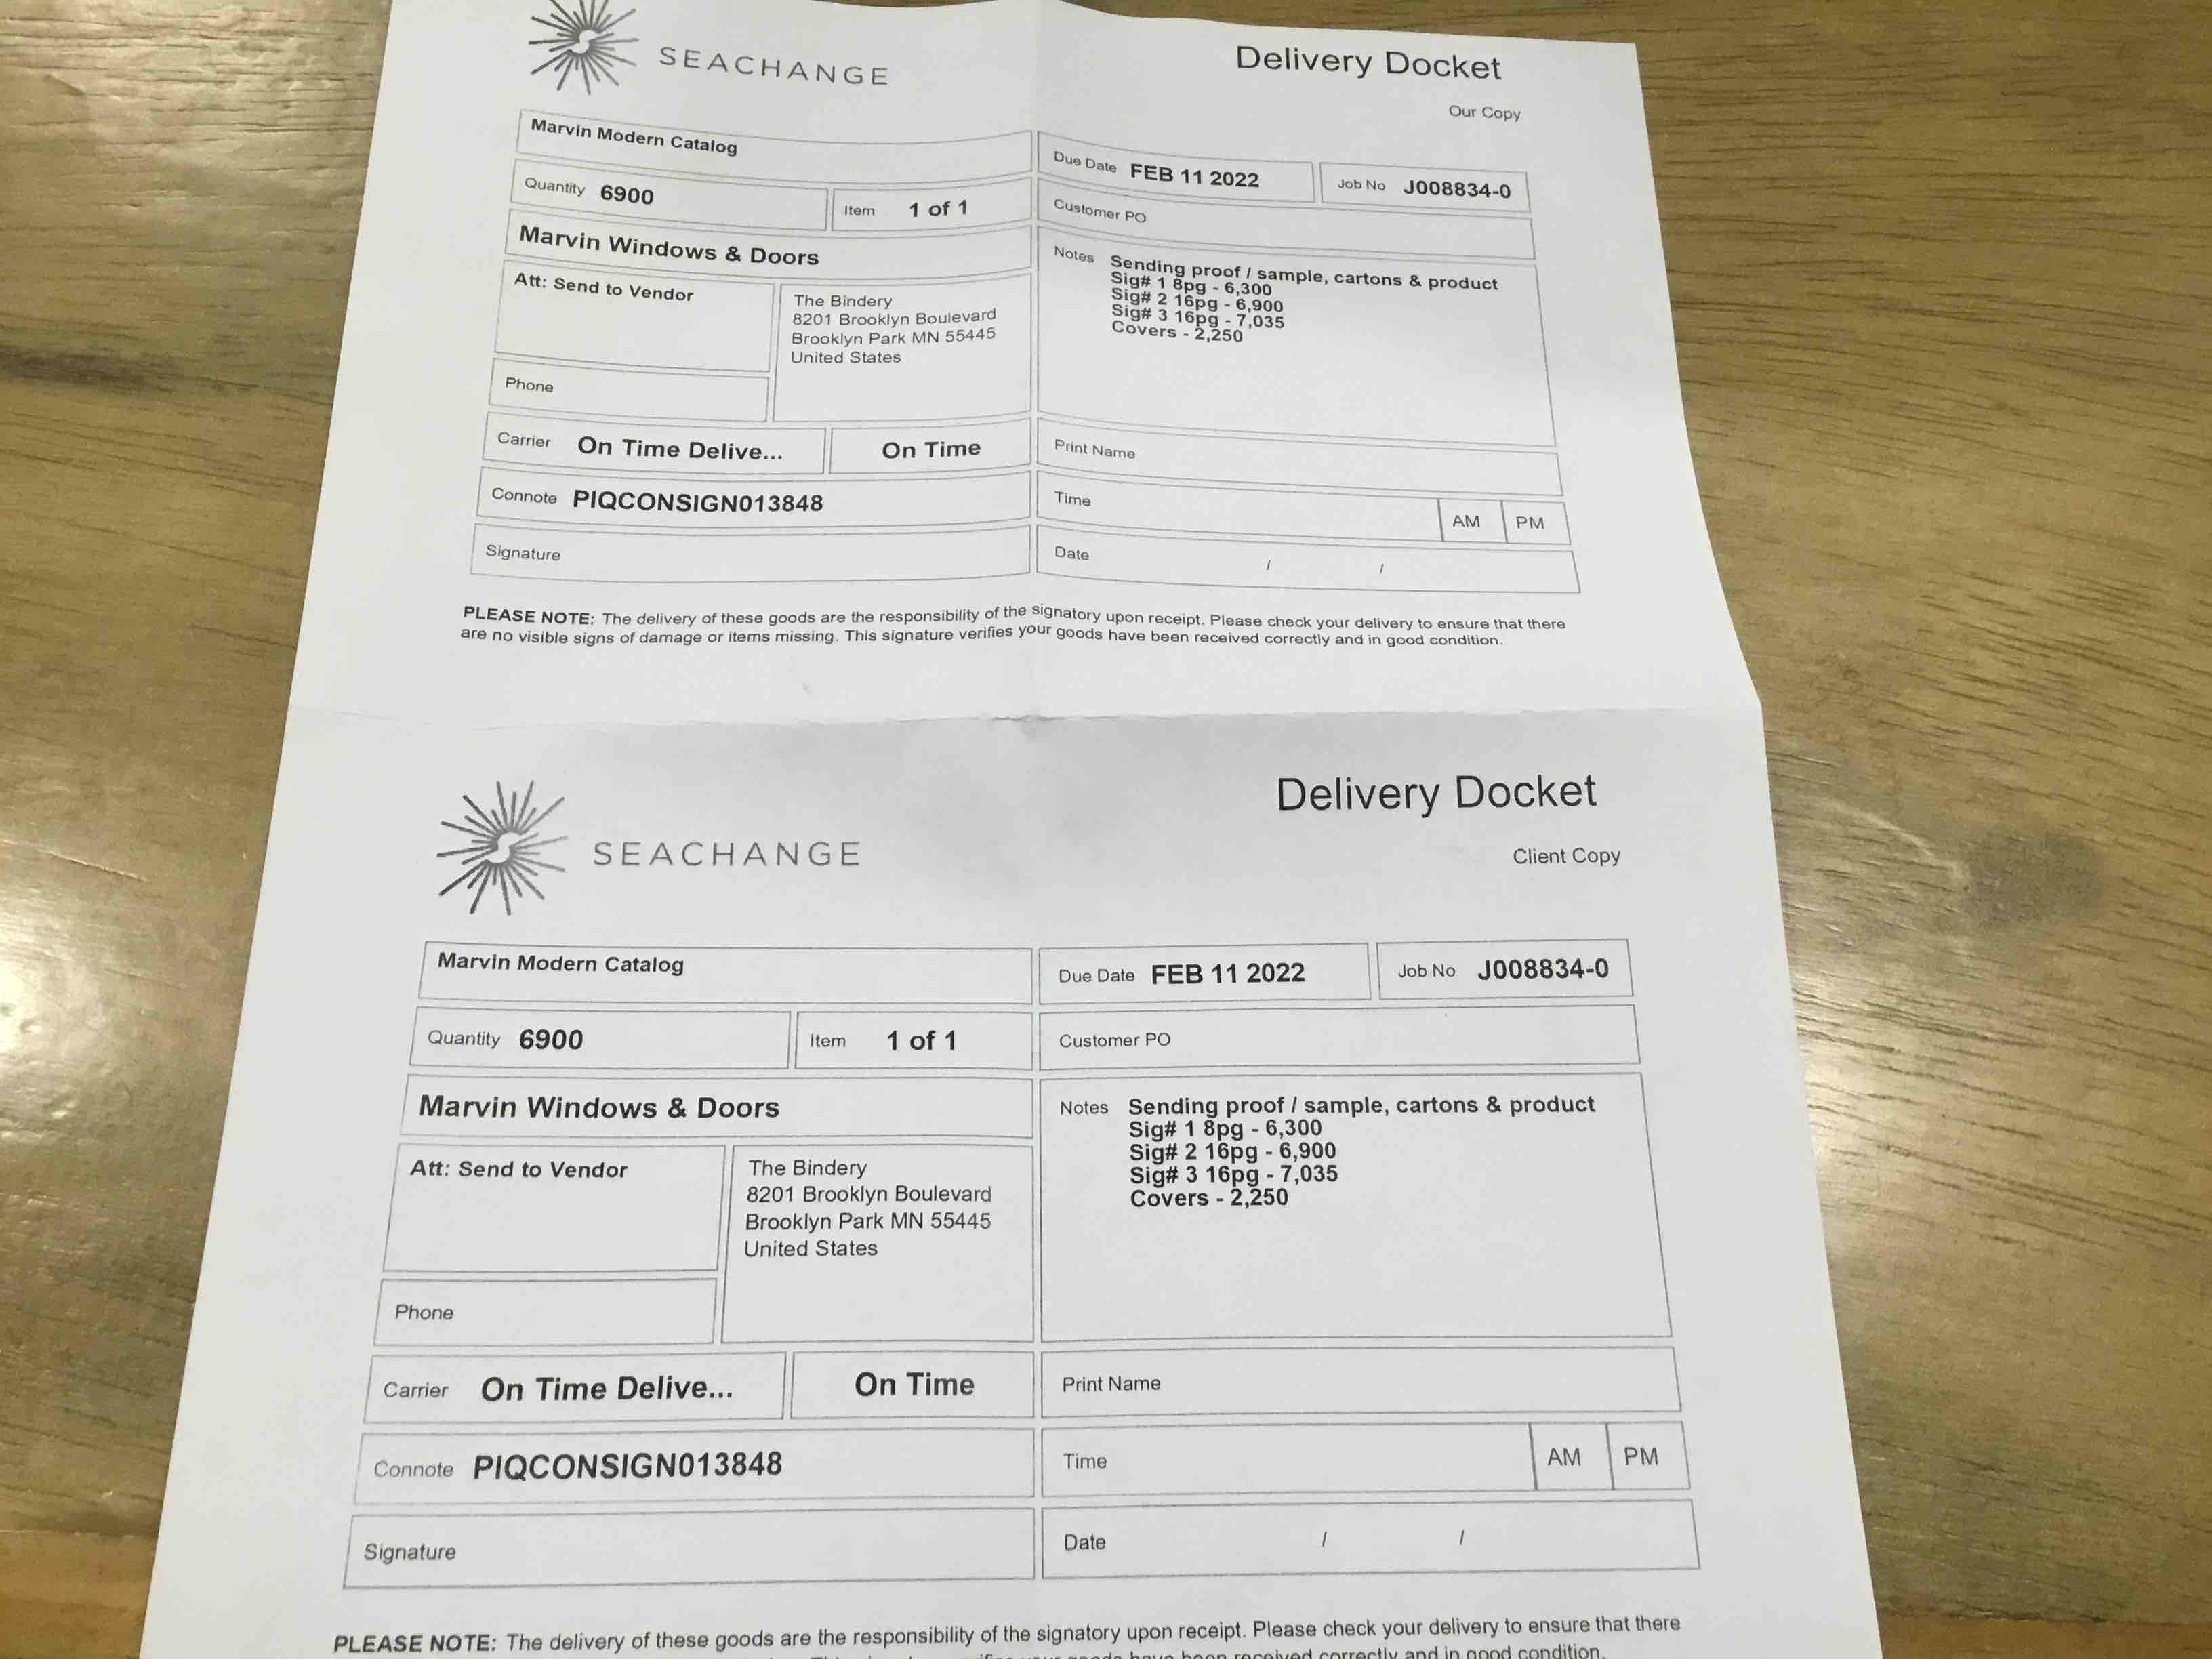 SEACHANGE
Delivery Docket
Our Copy
Marvin Modern Catalog
Due Date FEB 11 2022
Job No J008834-0
Quantity 6900
Item 1 of 1
Customer PO
Marvin Windows & Doors
Notes Sending proof / sample, cartons & product
Sig# 1 8pg - 6,300
Sig# 2 16pg - 6,900
Sig# 3 16pg - 7,035
Covers - 2,250
Att: Send to Vendor
The Bindery
8201 Brooklyn Boulevard
Brooklyn Park MN 55445
United States
Phone
Carrier On Time Delive...
On Time
Print Name
Connote PIQCONSIGN013848
Time
AM
PM
Signature
Date / /
PLEASE NOTE: The delivery of these goods are the responsibility of the signatory upon receipt. Please check your delivery to ensure that there
are no visible signs of damage or items missing. This signature verifies your goods have been received correctly and in good condition.
SEACHANGE
Delivery Docket
Client Copy
Marvin Modern Catalog
Due Date FEB 11 2022
Job No J008834-0
Quantity 6900
Item 1 of 1
Customer PO
Marvin Windows & Doors
Notes Sending proof / sample, cartons & product
Sig# 1 8pg - 6,300
Sig# 2 16pg - 6,900
Sig# 3 16pg - 7,035
Covers - 2,250
Att: Send to Vendor
The Bindery
8201 Brooklyn Boulevard
Brooklyn Park MN 55445
United States
Phone
Carrier On Time Delive...
On Time
Print Name
Connote PIQCONSIGN013848
Time
AM
PM
Signature
Date / /
PLEASE NOTE: The delivery of these goods are the responsibility of the signatory upon receipt. Please check your delivery to ensure that there
your goods have been received correctly and in good condition.